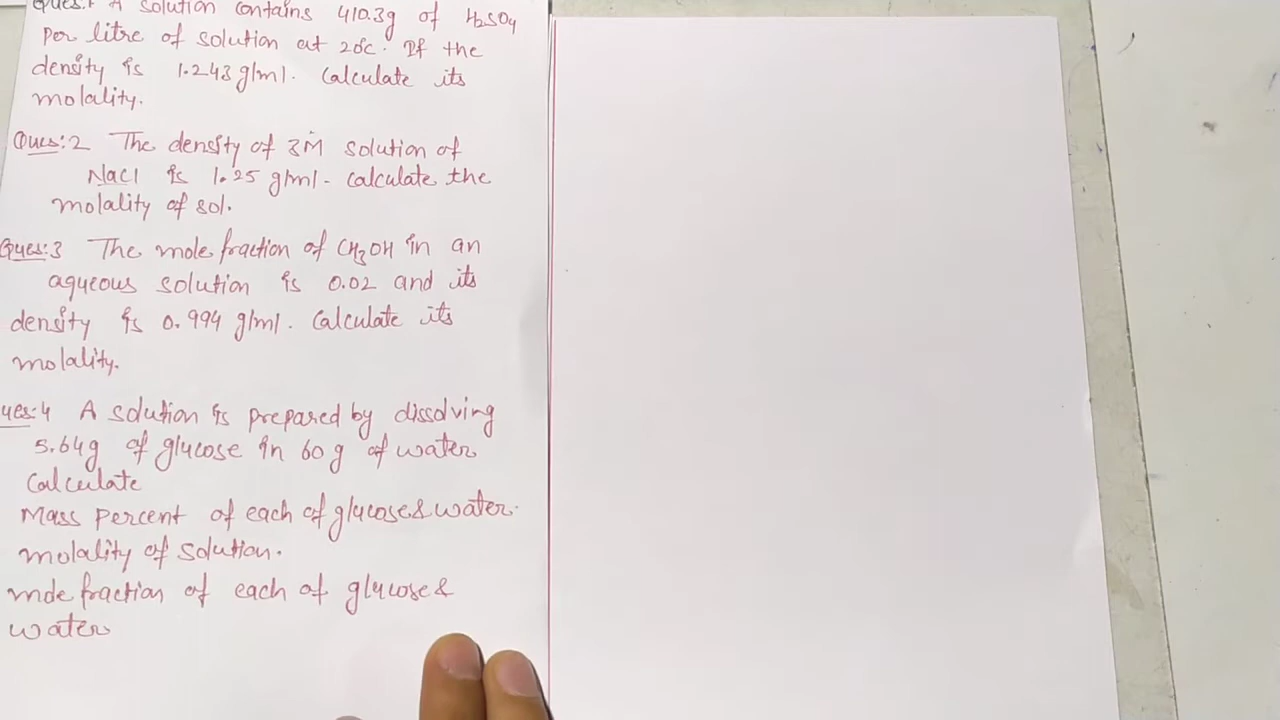 Ques:1 A solution contains 410.3g of H2SO4
per litre of solution at 20°c. If the
density is 1.243 g/ml. Calculate its
molality.
Ques:2 The density of 3M solution of
NaCl is 1.25 g/ml. calculate the
molality of sol.
Ques:3 The mole fraction of CH3OH in an
aqueous solution is 0.02 and its
density is 0.994 g/ml. Calculate its
molality.
ues:4 A solution is prepared by dissolving
5.64g of glucose in 60 g of water
Calculate
Mass percent of each of glucose & water.
molality of solution.
mole fraction of each of glucose &
water